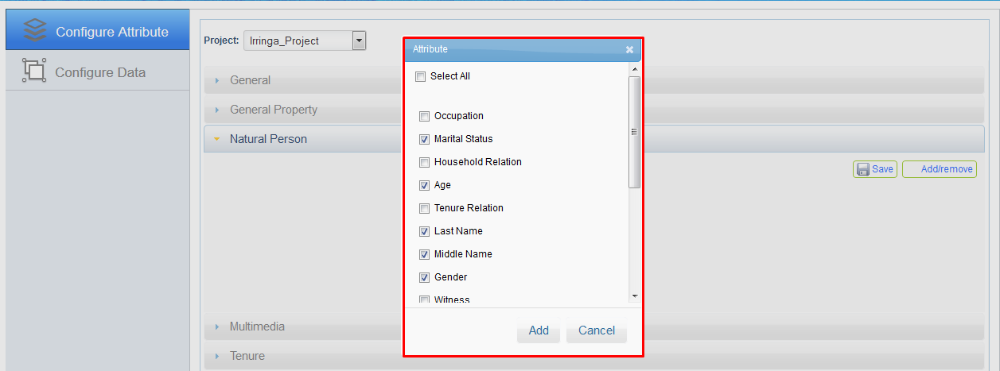 Configure Attribute
Configure Data
Project: Irringa_Project
General
General Property
Natural Person
Save Add/remove
Multimedia
Tenure
Attribute
Select All
Occupation
Marital Status
Household Relation
Age
Tenure Relation
Last Name
Middle Name
Gender
Witness
Add Cancel